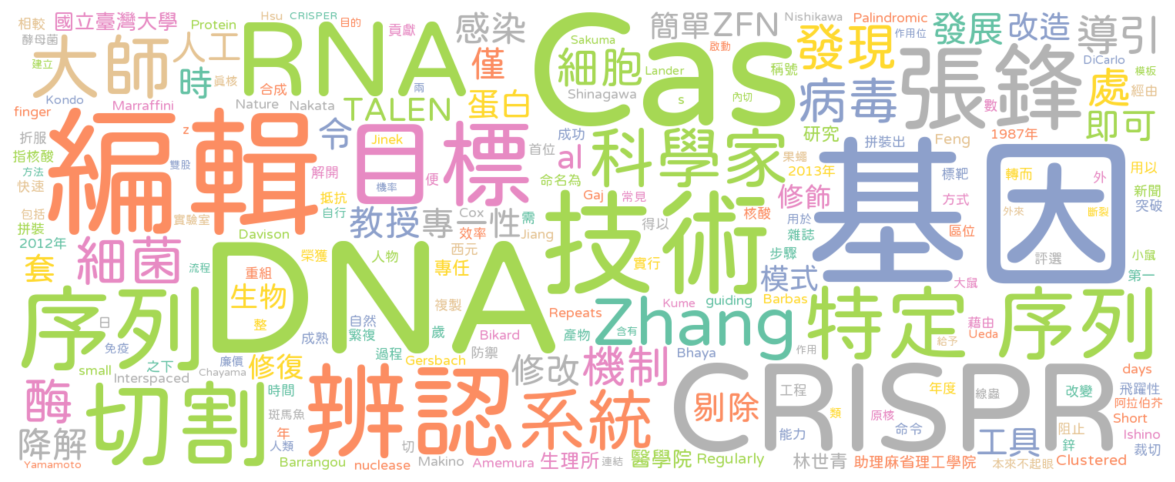 相較 國立臺灣大學 Protein Hsu CRISPER 目的 貢獻 感染 簡單 ZFN Nishikawa Palindromic 作用位
酵母菌 大師 人工 RNA Cas 發現 發展 改造 導引
建立 眞核 時 合成 兩 僅 Sakuma 啟動 稱號 DiCarlo 模板
Kondo Marraffini Nature Nakata TALEN 蛋白 細胞 Lander s 內切 病毒 張鋒 數 經由 處
finger z 令 Shinagawa 研究 拼裝出 Feng 1987年 即可
折服 編輯 目標 Jinek 成功 首位 al 科學家 果蠅 2013年 標靶 轉而 外 用以
指核酸 雙股 解開 機率 便 命名為 Gaj 常見 修飾 基因 方式 新聞
方法 快速 抵抗 自行 教授 專 Cox 性 需 核酸 用於 雜誌 區位 外來 斷裂 突破
包括 拼裝 實驗室 Davison 效率 Jiang 得以 技術 步驟 評選 小鼠
2012年 細菌 DNA 榮獲 人物 西元 專任 實行 模式 大鼠 第一
套 重組 生物 複製 Zhang guiding Barbas 特定 序列
序列 流程 整 成熟 自然 繁複 歲 Repeats Kume 產物 含有 藉由 Ueda 給予
日 免疫 之下 廉價 修復 過程 Bikard 防禦 Bhaya 作用
small Interspaced Chayama Gersbach 修改 機制 CRISPR days
酶 切割 時間 辨認 系統 剔除 工程 年度 線蟲 改變 飛躍性
斑馬魚 類 原核 阿拉伯芥
降解 年 人類 切 能力 命令 工具 阻止 鋅 Short Ishino
Yamamoto Barrangou nuclease Makino Amemura 生理所 連結 醫學院 Regularly 林世青 助理麻省理工學院 本來不起眼 Clustered 裁切